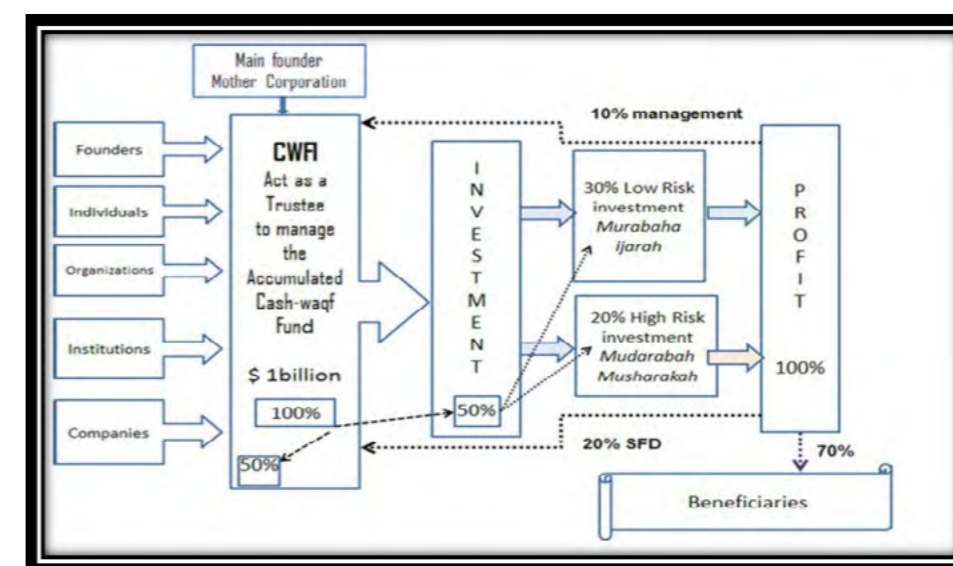 Main founder
Mother Corporation
Founders
Individuals
Organizations
Institutions
Companies
CWFI
Act as a
Trustee
to manage
the
Accumulated
Cash-waqf
Fund
$ 1billion
100%
50%
I
N
V
E
S
T
M
E
N
T
50%
10% management
30% Low Risk
investment
Murabaha
Ijarah
20% High Risk
investment
Mudarabah
Musharakah
20% SFD
P
R
O
F
I
T
100%
70%
Beneficiaries